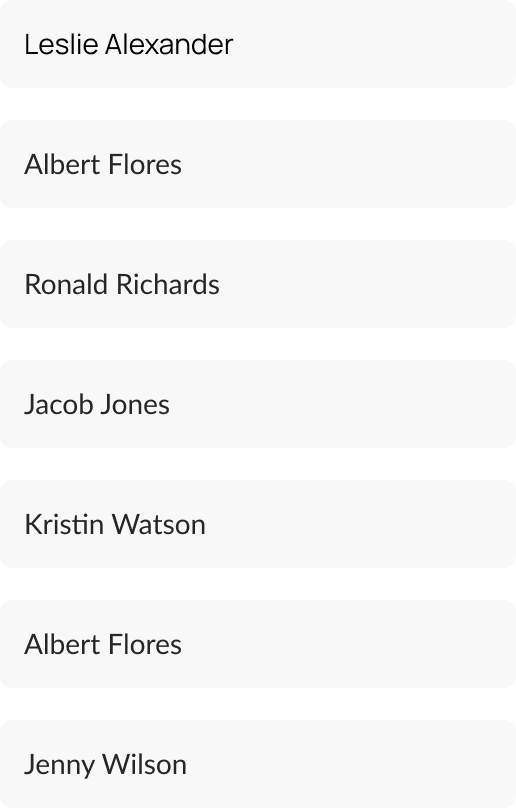 Leslie Alexander
Albert Flores
Ronald Richards
Jacob Jones
Kristin Watson
Albert Flores
Jenny Wilson